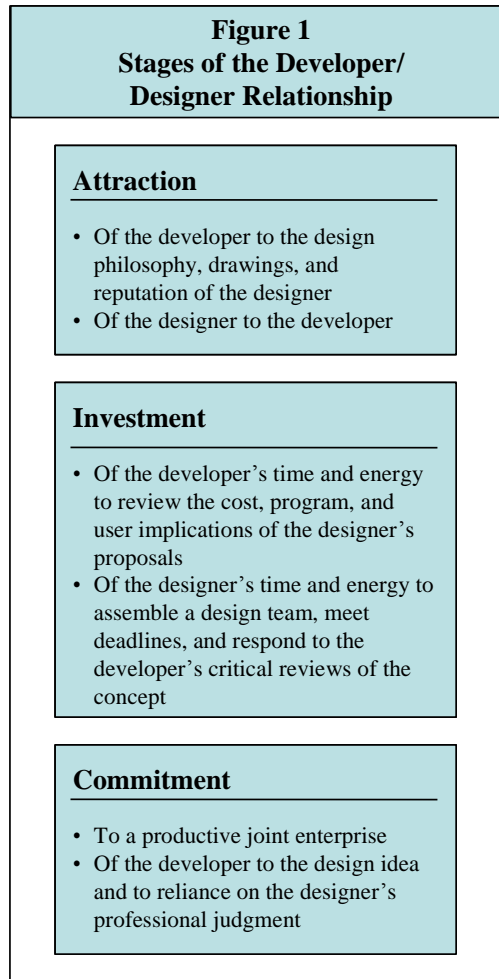 Figure 1
Stages of the Developer/
Designer Relationship
Attraction
• Of the developer to the design
philosophy, drawings, and
reputation of the designer
• Of the designer to the developer
Investment
• Of the developer’s time and energy
to review the cost, program, and
user implications of the designer’s
proposals
• Of the designer’s time and energy to
assemble a design team, meet
deadlines, and respond to the
developer’s critical reviews of the
concept
Commitment
• To a productive joint enterprise
• Of the developer to the design idea
and to reliance on the designer’s
professional judgment